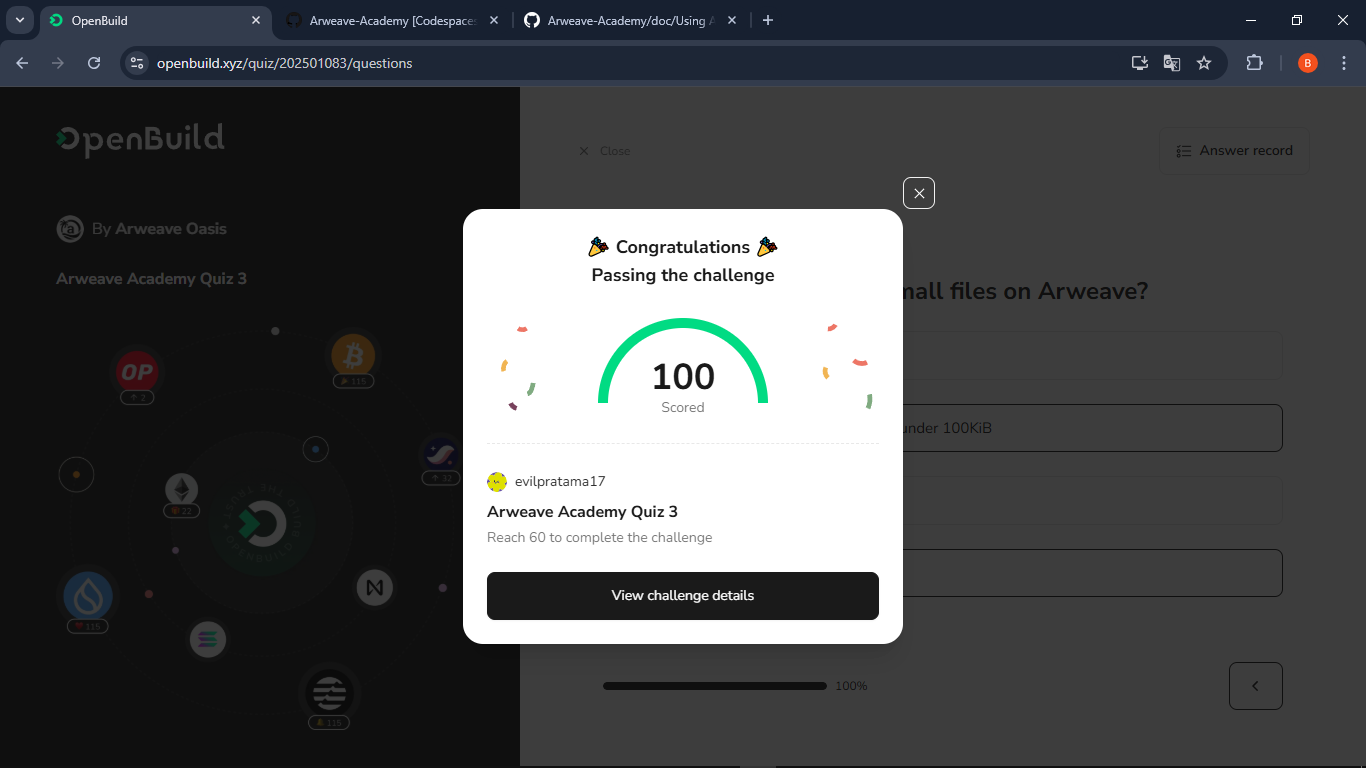 OpenBuild
Arweave-Academy [Codespaces
Arweave-Academy/doc/Using A
openbuild.xyz/quiz/202501083/questions
B
OpenBuild
Close
Answer record
By Arweave Oasis
Arweave Academy Quiz 3
🎉 Congratulations 🎉
Passing the challenge
mall files on Arweave?
OP
2
115
100
Scored
under 100KiB
32
22
evilpratama17
Arweave Academy Quiz 3
Reach 60 to complete the challenge
View challenge details
115
100%
115